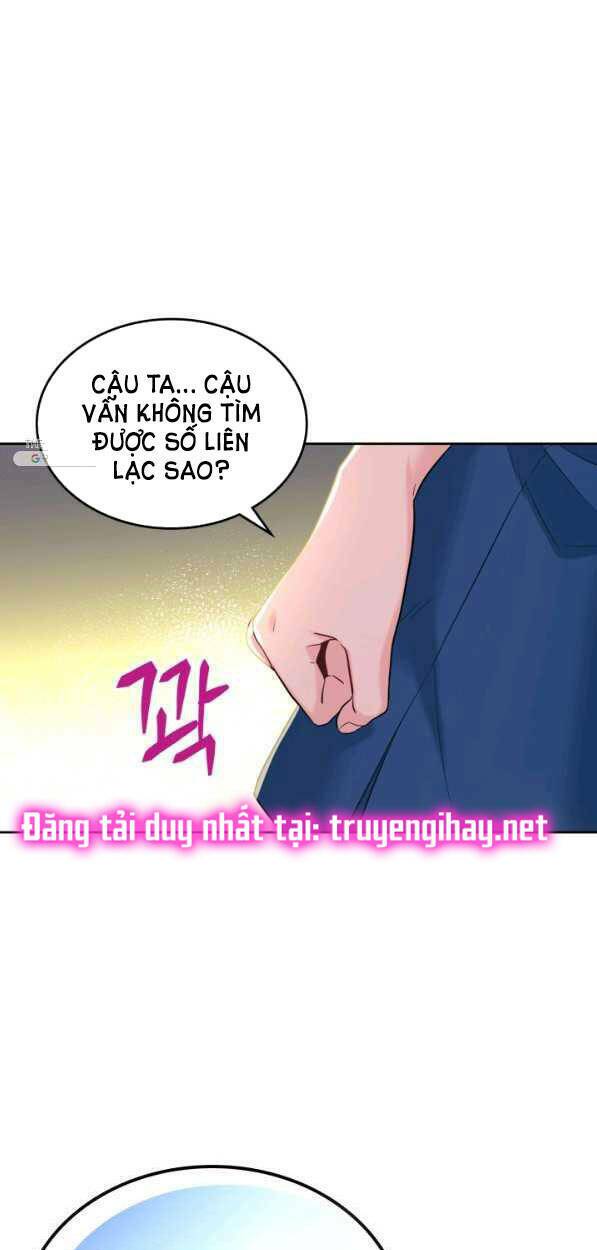 CẬU TA... CẬU
VẪN KHÔNG TÌM
ĐƯỢC SỐ LIÊN
LẠC SAO?
꽉
Đăng tải duy nhất tại: truyengihay.net